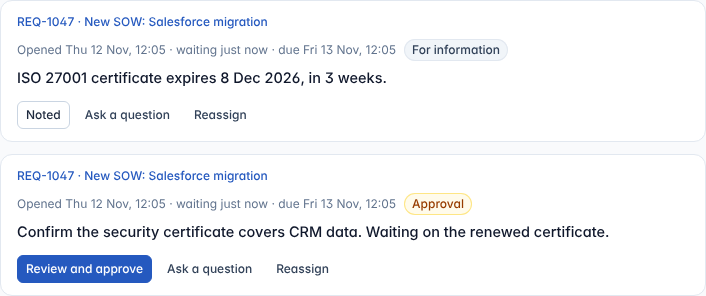 REQ-1047 · New SOW: Salesforce migration
Opened Thu 12 Nov, 12:05 · waiting just now · due Fri 13 Nov, 12:05 For information
ISO 27001 certificate expires 8 Dec 2026, in 3 weeks.
Noted Ask a question Reassign
REQ-1047 · New SOW: Salesforce migration
Opened Thu 12 Nov, 12:05 · waiting just now · due Fri 13 Nov, 12:05 Approval
Confirm the security certificate covers CRM data. Waiting on the renewed certificate.
Review and approve Ask a question Reassign